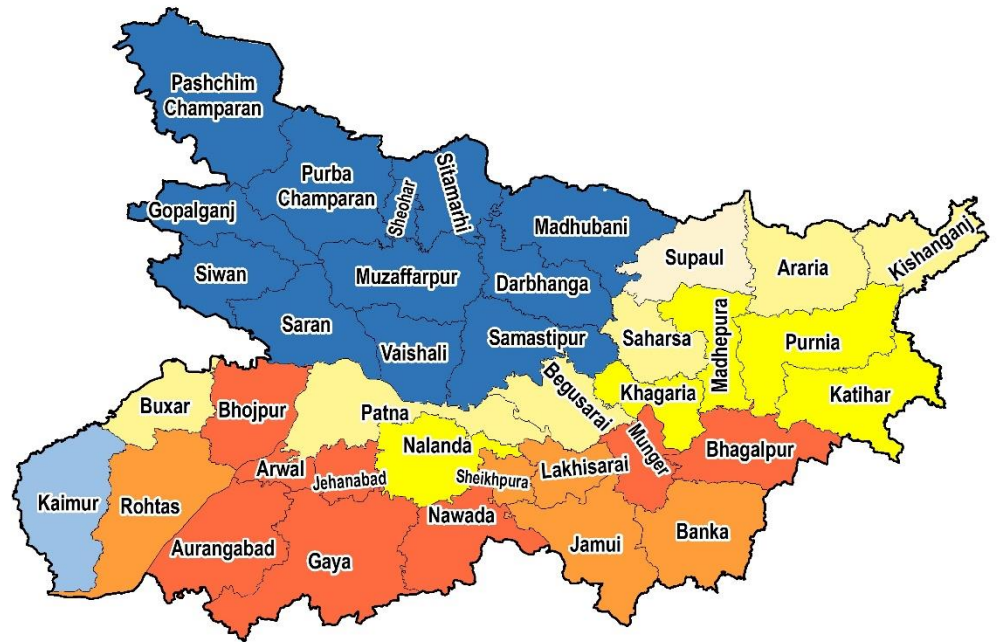 Pashchim
Champaran
Purba
Champaran
Sheohar
Sitamarhi
Gopalganj
Madhubani
Siwan
Muzaffarpur
Darbhanga
Supaul
Araria
Kishanganj
Saran
Vaishali
Samastipur
Saharsa
Madhepura
Purnia
Buxar
Bhojpur
Patna
Begusarai
Khagaria
Katihar
Nalanda
Munger
Bhagalpur
Arwal
Jehanabad
Sheikhpura
Lakhisarai
Kaimur
Rohtas
Nawada
Aurangabad
Gaya
Jamui
Banka